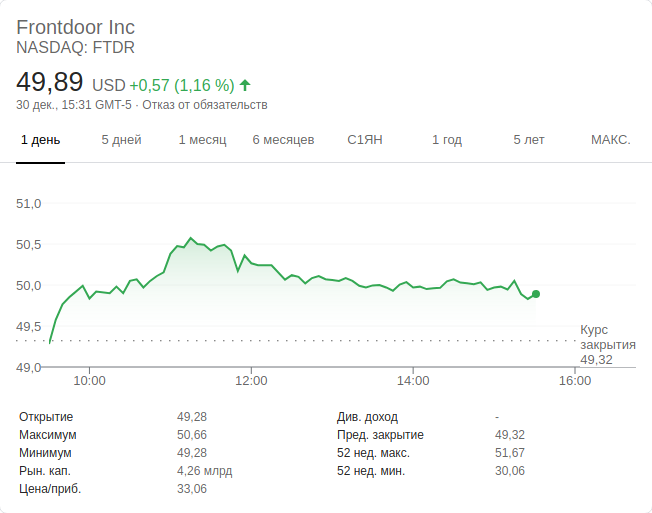 Frontdoor Inc
NASDAQ: FTDR
49,89 USD +0,57 (1,16 %)
30 дек., 15:31 GMT-5 · Отказ от обязательств
1 день 5 дней 1 месяц 6 месяцев С1ЯН 1 год 5 лет МАКС.
51,0
50,5
50,0
49,5
49,0
Курс
закрытия
49,32
10:00 12:00 14:00 16:00
Открытие 49,28 Див. доход -
Максимум 50,66 Пред. закрытие 49,32
Минимум 49,28 52 нед. макс. 51,67
Рын. кап. 4,26 млрд 52 нед. мин. 30,06
Цена/приб. 33,06